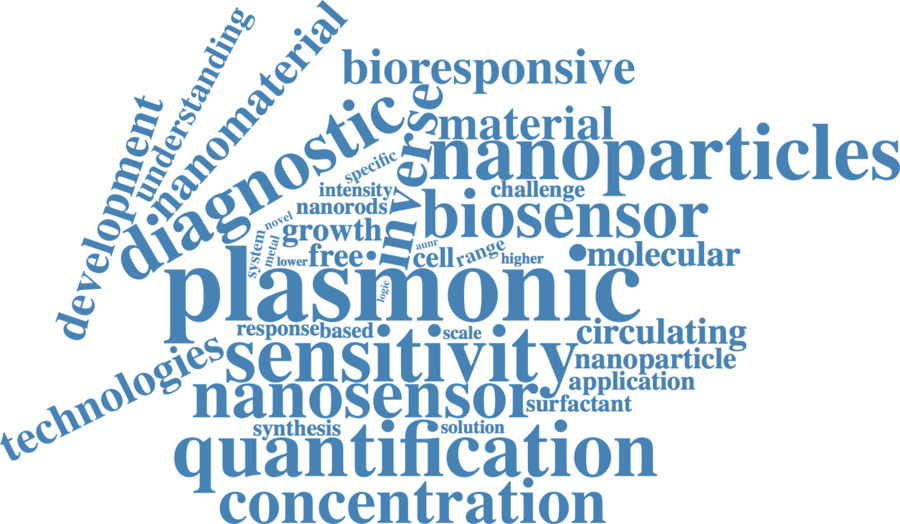 understanding
nanomaterial
development
bioresponsive
diagnostic
inverse
material
nanoparticles
specific
intensity
challenge
nanorods
biosensor
novel
growth
system
metal
lower
free
aunr
cell
range
higher
molecular
plasmonic
logic
response
based
scale
circulating
technologies
sensitivity
nanoparticle
application
nanosensor
surfactant
synthesis
solution
quantification
concentration